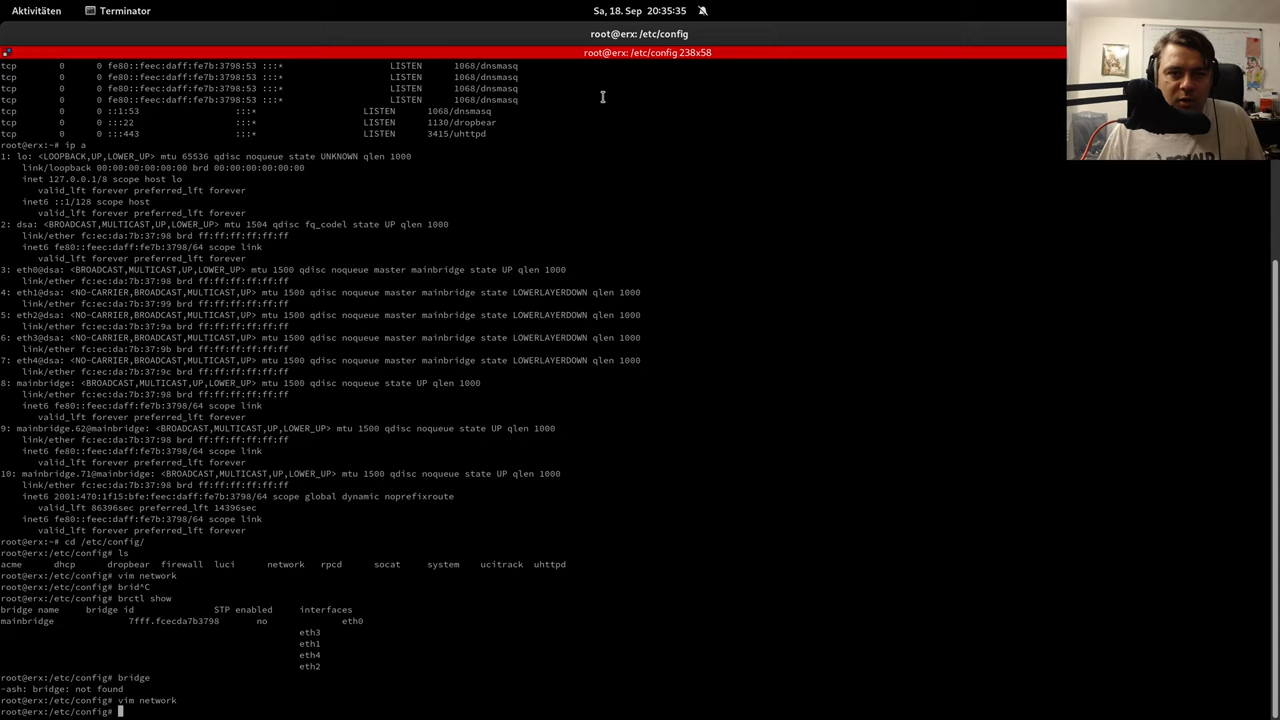 Aktivitäten Terminator Sa, 18. Sep 20:35:35
root@erx: /etc/config
root@erx: /etc/config 238x58
tcp 0 0 fe80::feec:daff:fe7b:3798:53 :::* LISTEN 1068/dnsmasq
tcp 0 0 fe80::feec:daff:fe7b:3798:53 :::* LISTEN 1068/dnsmasq
tcp 0 0 fe80::feec:daff:fe7b:3798:53 :::* LISTEN 1068/dnsmasq
tcp 0 0 fe80::feec:daff:fe7b:3798:53 :::* LISTEN 1068/dnsmasq
tcp 0 0 ::1:53 :::* LISTEN 1068/dnsmasq
tcp 0 0 :::22 :::* LISTEN 1130/dropbear
tcp 0 0 :::443 :::* LISTEN 3415/uhttpd
root@erx:~# ip a
1: lo: <LOOPBACK,UP,LOWER_UP> mtu 65536 qdisc noqueue state UNKNOWN qlen 1000
link/loopback 00:00:00:00:00:00 brd 00:00:00:00:00:00
inet 127.0.0.1/8 scope host lo
valid_lft forever preferred_lft forever
inet6 ::1/128 scope host
valid_lft forever preferred_lft forever
2: dsa: <BROADCAST,MULTICAST,UP,LOWER_UP> mtu 1504 qdisc fq_codel state UP qlen 1000
link/ether fc:ec:da:7b:37:98 brd ff:ff:ff:ff:ff:ff
inet6 fe80::feec:daff:fe7b:3798/64 scope link
valid_lft forever preferred_lft forever
3: eth0@dsa: <BROADCAST,MULTICAST,UP,LOWER_UP> mtu 1500 qdisc noqueue master mainbridge state UP qlen 1000
link/ether fc:ec:da:7b:37:98 brd ff:ff:ff:ff:ff:ff
4: eth1@dsa: <NO-CARRIER,BROADCAST,MULTICAST,UP> mtu 1500 qdisc noqueue master mainbridge state LOWERLAYERDOWN qlen 1000
link/ether fc:ec:da:7b:37:99 brd ff:ff:ff:ff:ff:ff
5: eth2@dsa: <NO-CARRIER,BROADCAST,MULTICAST,UP> mtu 1500 qdisc noqueue master mainbridge state LOWERLAYERDOWN qlen 1000
link/ether fc:ec:da:7b:37:9a brd ff:ff:ff:ff:ff:ff
6: eth3@dsa: <NO-CARRIER,BROADCAST,MULTICAST,UP> mtu 1500 qdisc noqueue master mainbridge state LOWERLAYERDOWN qlen 1000
link/ether fc:ec:da:7b:37:9b brd ff:ff:ff:ff:ff:ff
7: eth4@dsa: <NO-CARRIER,BROADCAST,MULTICAST,UP> mtu 1500 qdisc noqueue master mainbridge state LOWERLAYERDOWN qlen 1000
link/ether fc:ec:da:7b:37:9c brd ff:ff:ff:ff:ff:ff
8: mainbridge: <BROADCAST,MULTICAST,UP,LOWER_UP> mtu 1500 qdisc noqueue state UP qlen 1000
link/ether fc:ec:da:7b:37:98 brd ff:ff:ff:ff:ff:ff
inet6 fe80::feec:daff:fe7b:3798/64 scope link
valid_lft forever preferred_lft forever
9: mainbridge.62@mainbridge: <BROADCAST,MULTICAST,UP,LOWER_UP> mtu 1500 qdisc noqueue state UP qlen 1000
link/ether fc:ec:da:7b:37:98 brd ff:ff:ff:ff:ff:ff
inet6 fe80::feec:daff:fe7b:3798/64 scope link
valid_lft forever preferred_lft forever
10: mainbridge.71@mainbridge: <BROADCAST,MULTICAST,UP,LOWER_UP> mtu 1500 qdisc noqueue state UP qlen 1000
link/ether fc:ec:da:7b:37:98 brd ff:ff:ff:ff:ff:ff
inet6 2001:470:1f15:bfe:feec:daff:fe7b:3798/64 scope global dynamic noprefixroute
valid_lft 86396sec preferred_lft 14396sec
inet6 fe80::feec:daff:fe7b:3798/64 scope link
valid_lft forever preferred_lft forever
root@erx:~# cd /etc/config/
root@erx:/etc/config# ls
acme dhcp dropbear firewall luci network rpcd socat system ucitrack uhttpd
root@erx:/etc/config# vim network
root@erx:/etc/config# brid^C
root@erx:/etc/config# brctl show
bridge name bridge id STP enabled interfaces
mainbridge 7fff.fcecda7b3798 no eth0
eth3
eth1
eth4
eth2
root@erx:/etc/config# bridge
-ash: bridge: not found
root@erx:/etc/config# vim network
root@erx:/etc/config#